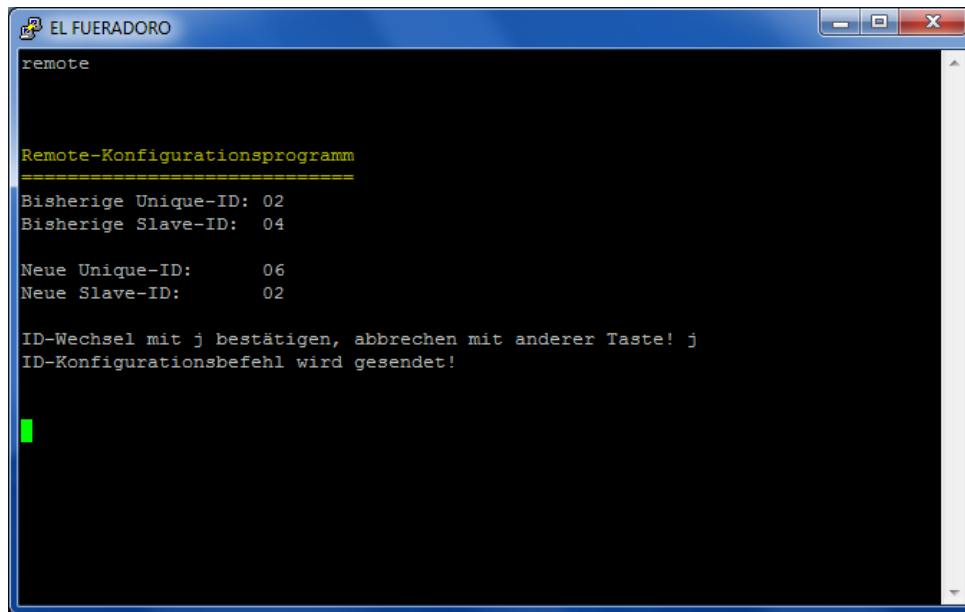 EL FUERADORO
remote
Remote-Konfigurationsprogramm
=============================
Bisherige Unique-ID: 02
Bisherige Slave-ID:  04
Neue Unique-ID:      06
Neue Slave-ID:       02
ID-Wechsel mit j bestätigen, abbrechen mit anderer Taste! j
ID-Konfigurationsbefehl wird gesendet!